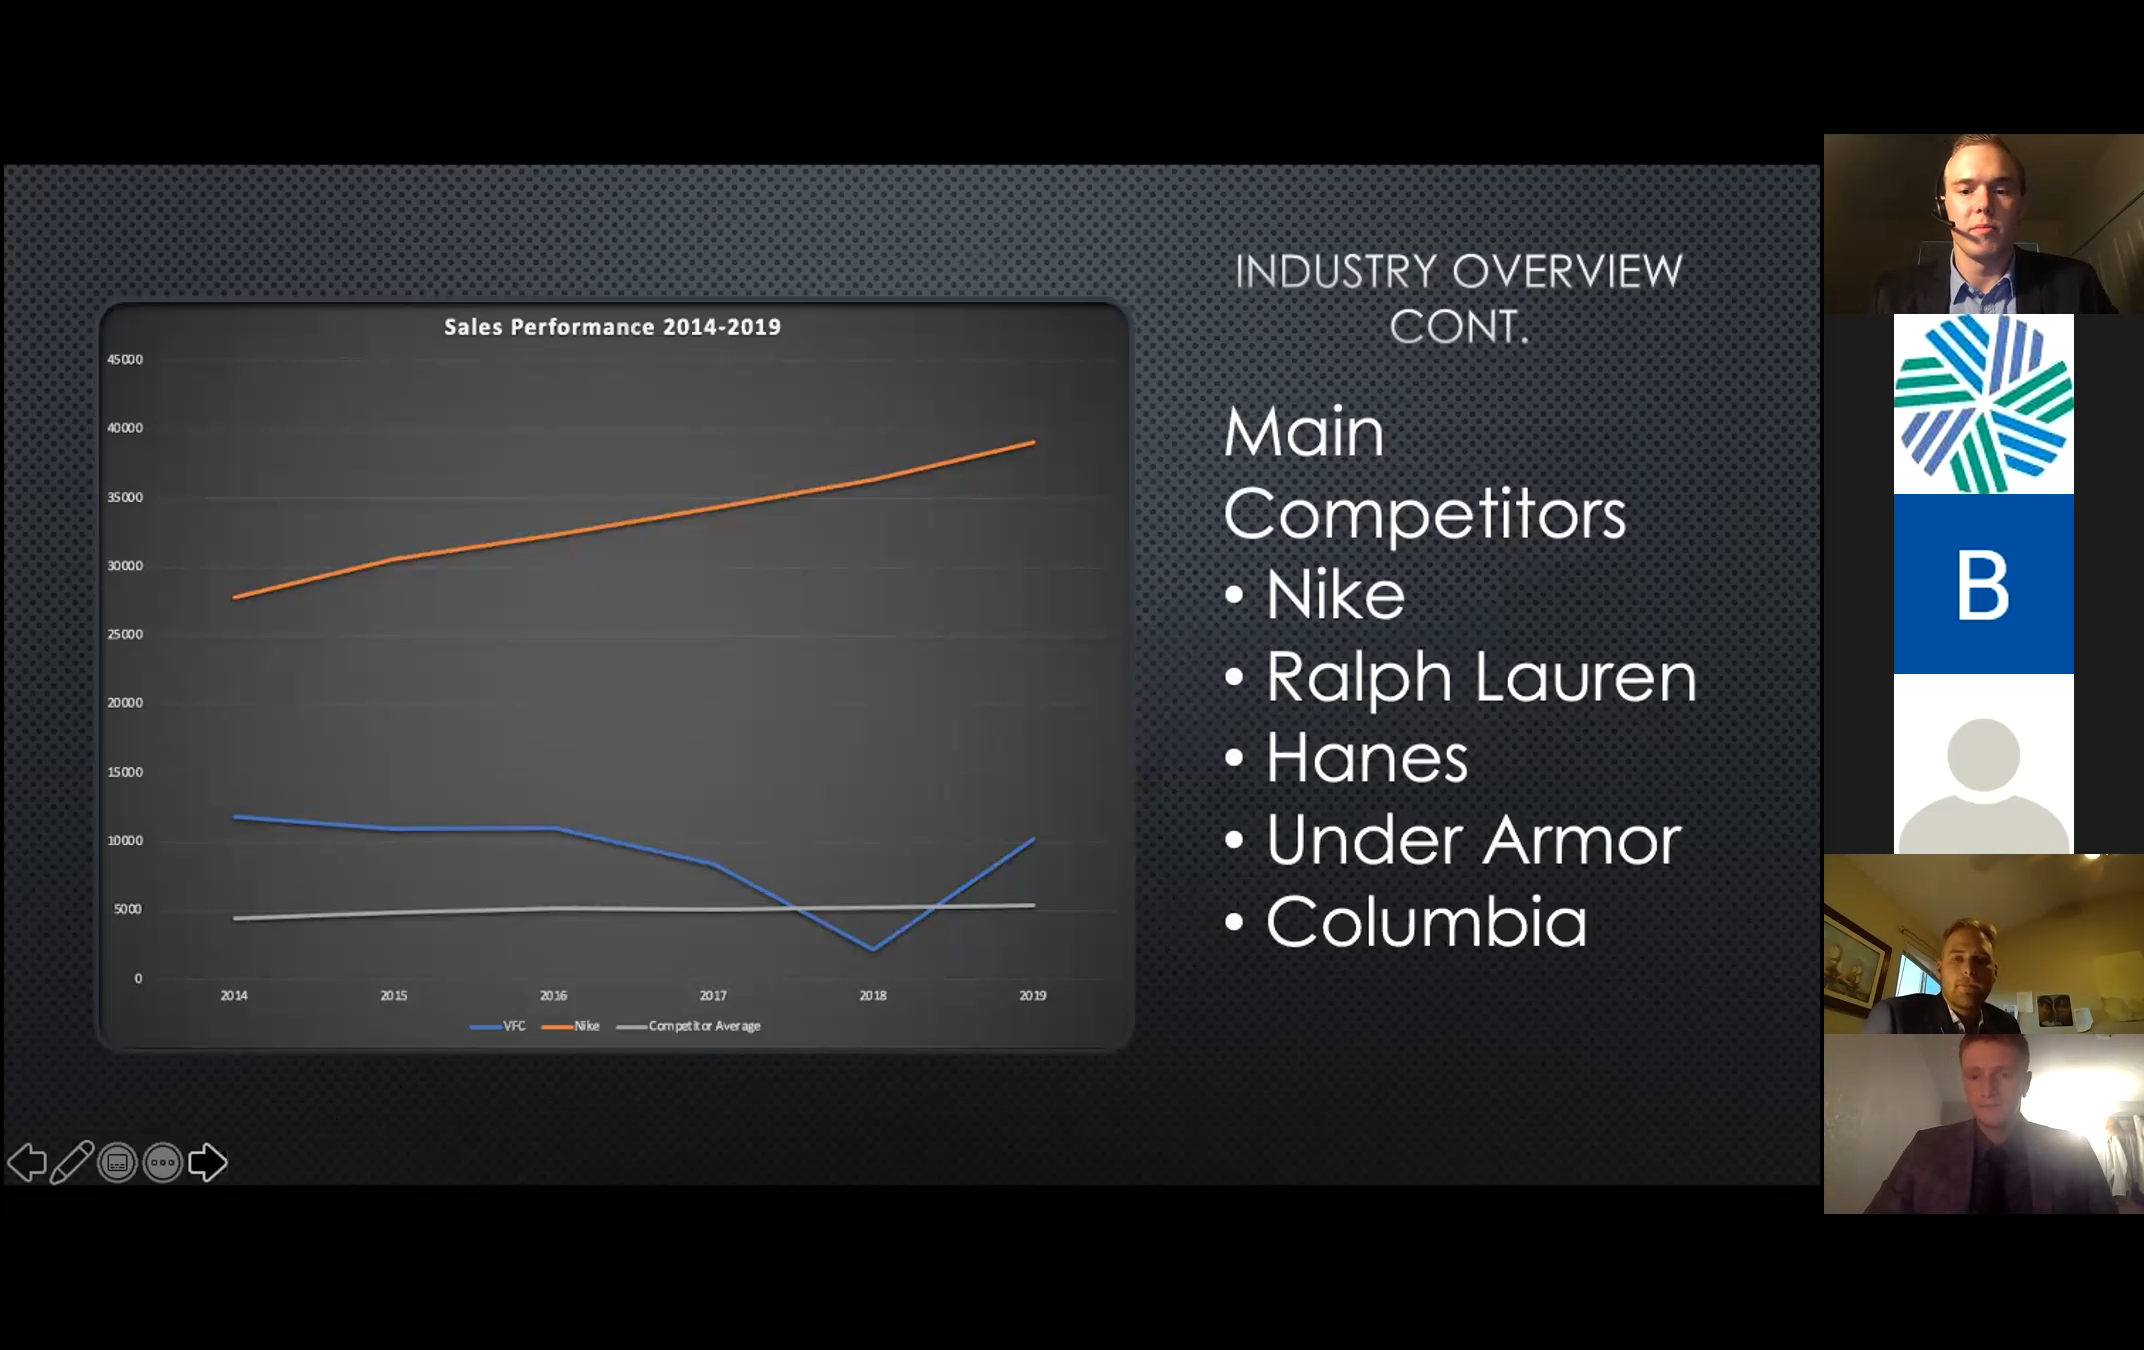 INDUSTRY OVERVIEW
CONT.
Sales Performance 2014-2019
45000
40000
35000
30000
25000
20000
15000
10000
5000
0
2014 2015 2016 2017 2018 2019
VFC Nike Competitor Average
Main
Competitors
• Nike
• Ralph Lauren
• Hanes
• Under Armor
• Columbia
B